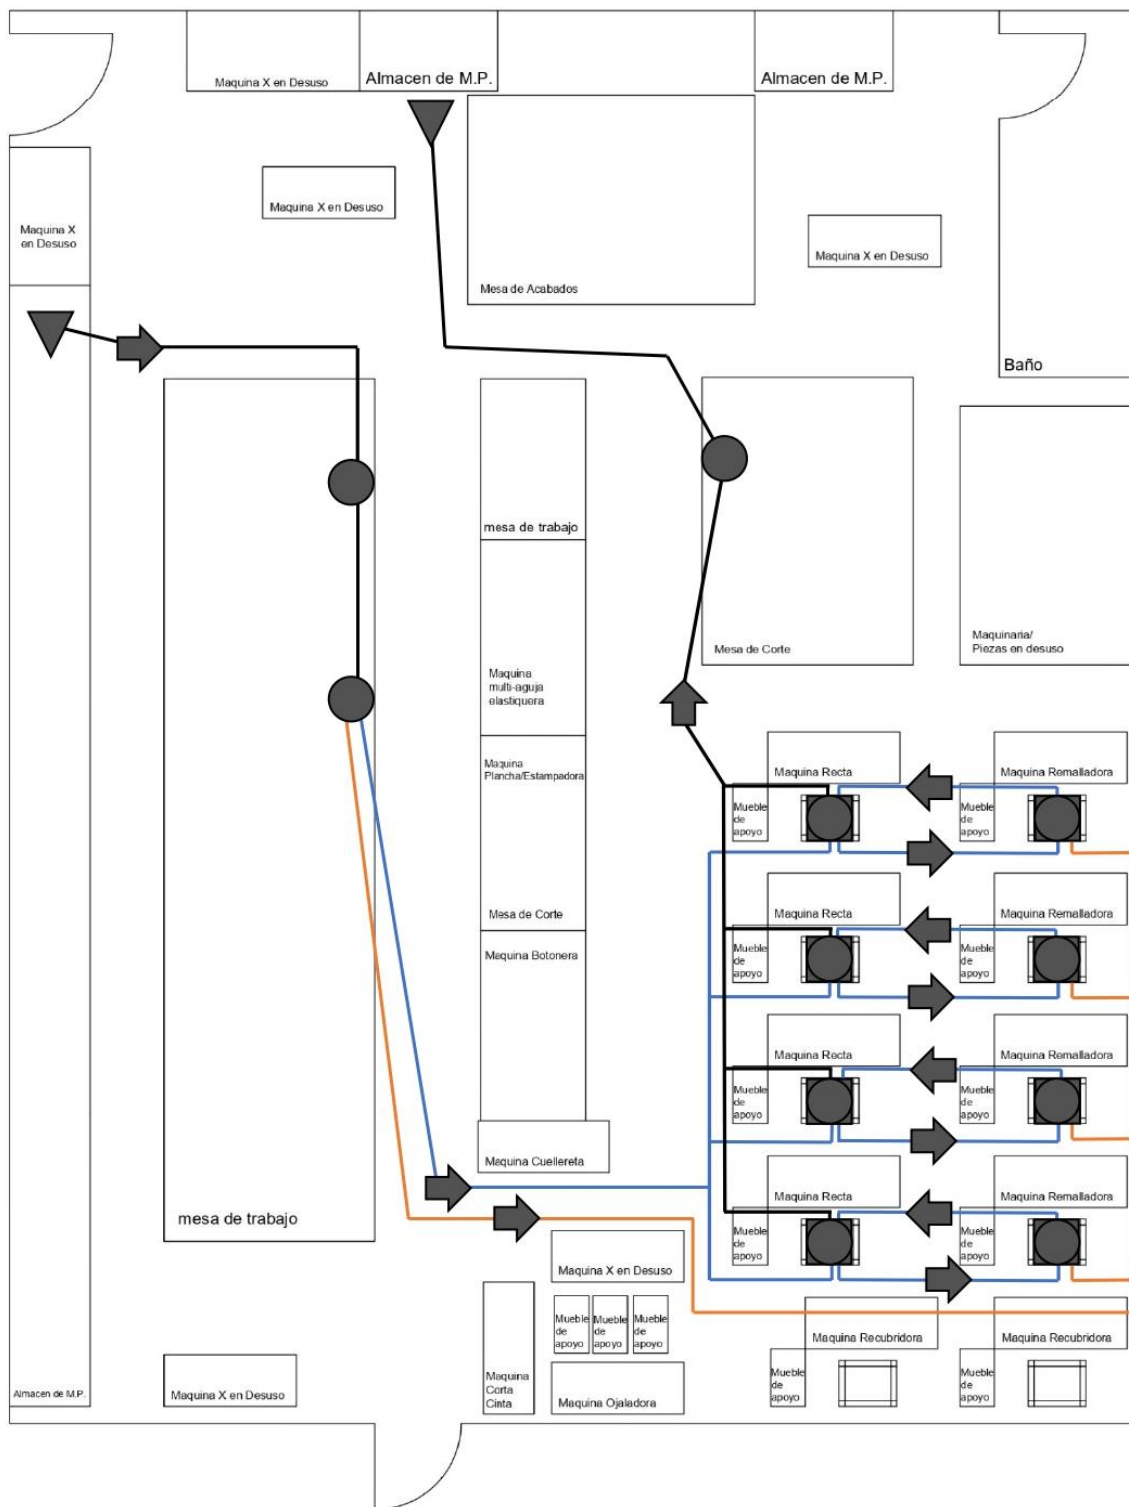 Maquina X en Desuso
Almacen de M.P.
Almacen de M.P.
Maquina X en Desuso
Maquina X
en Desuso
Maquina X en Desuso
Mesa de Acabados
Baño
mesa de trabajo
Mesa de Corte
Maquinaria/
Piezas en desuso
Maquina
multi-aguja
elastiquera
Maquina
Plancha/Estampadora
Maquina Recta
Maquina Remalladora
Mueble
de
apoyo
Mueble
de
apoyo
Mesa de Corte
Maquina Recta
Maquina Remalladora
Maquina Botonera
Mueble
de
apoyo
Mueble
de
apoyo
Maquina Recta
Maquina Remalladora
Mueble
de
apoyo
Mueble
de
apoyo
Maquina Cuellereta
Maquina Recta
Maquina Remalladora
mesa de trabajo
Mueble
de
apoyo
Mueble
de
apoyo
Maquina X en Desuso
Mueble
de
apoyo
Mueble
de
apoyo
Mueble
de
apoyo
Maquina Recubridora
Maquina Recubridora
Almacen de M.P.
Maquina X en Desuso
Maquina
Corta
Cinta
Maquina Ojaladora
Mueble
de
apoyo
Mueble
de
apoyo